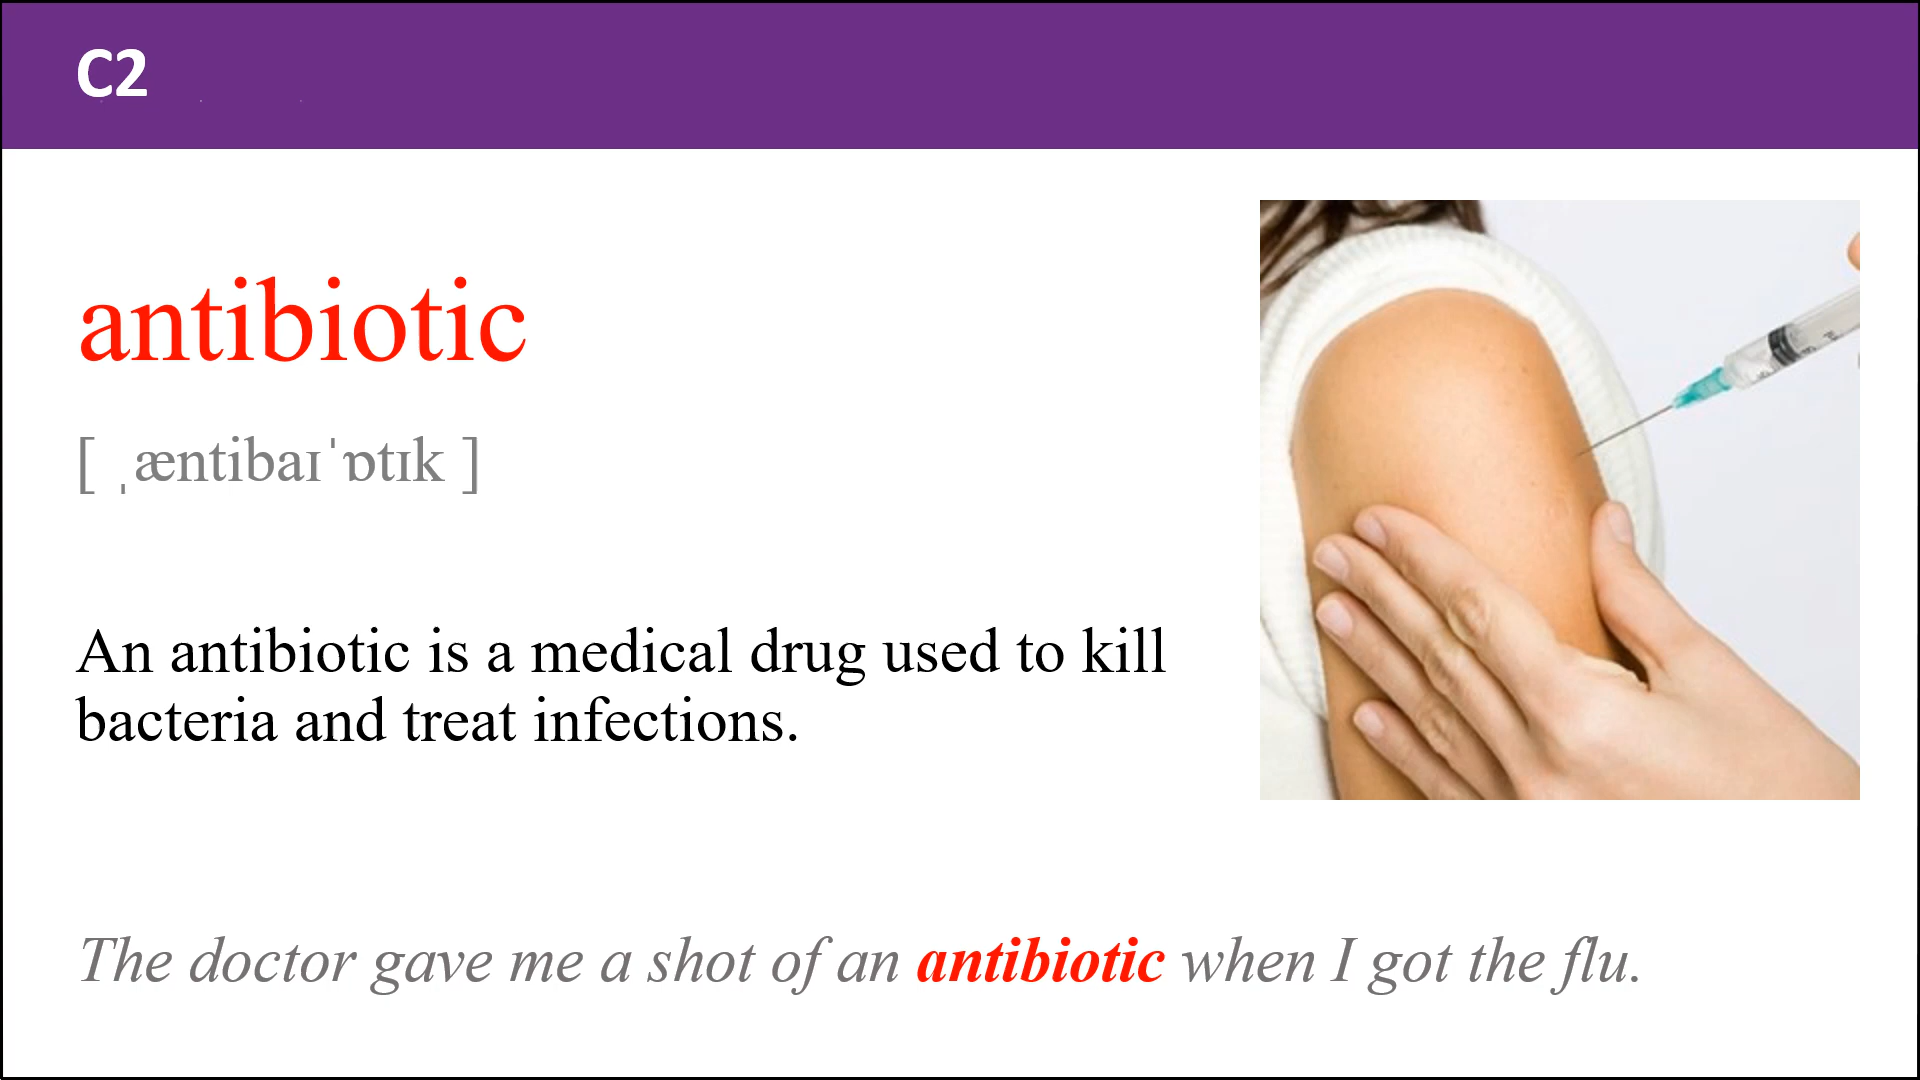 C2
antibiotic
[ ˌæntibaɪˈɒtɪk ]
An antibiotic is a medical drug used to kill
bacteria and treat infections.
The doctor gave me a shot of an antibiotic when I got the flu.